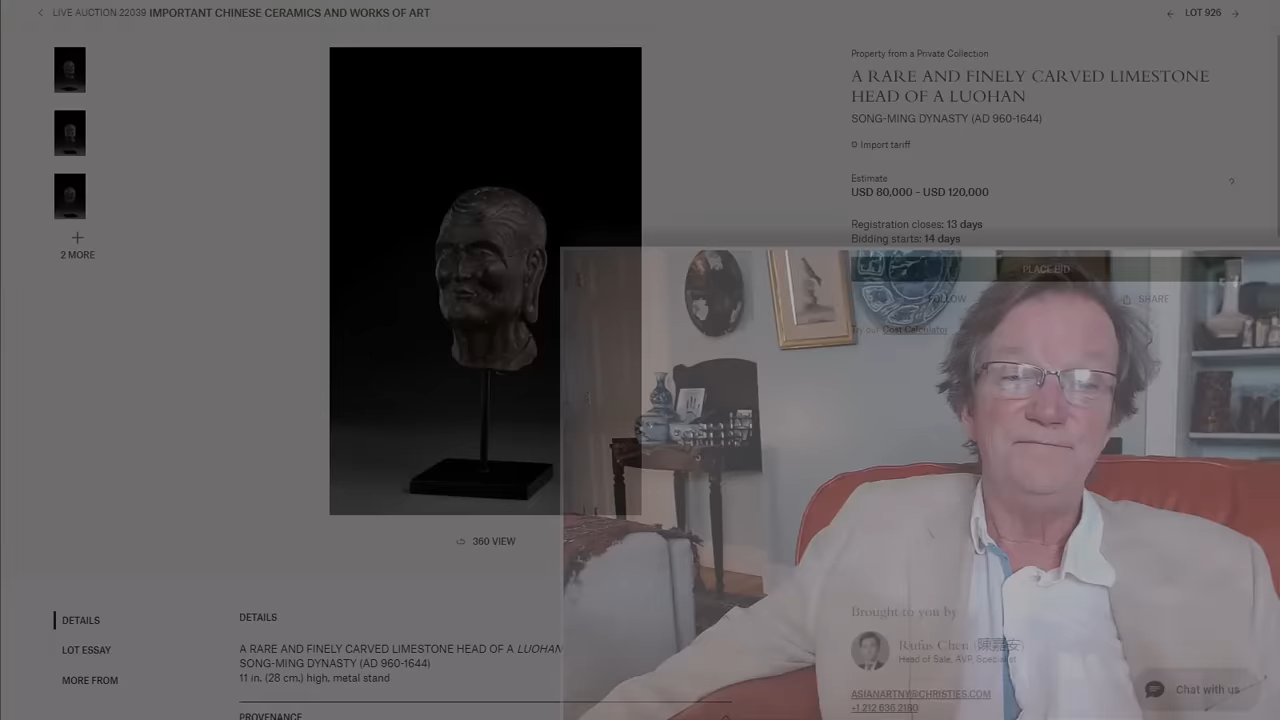 LIVE AUCTION 22039 IMPORTANT CHINESE CERAMICS AND WORKS OF ART
LOT 926
2 MORE
360 VIEW
Property from a Private Collection
A RARE AND FINELY CARVED LIMESTONE
HEAD OF A LUOHAN
SONG-MING DYNASTY (AD 960-1644)
Import tariff
Estimate
USD 80,000 – USD 120,000
Registration closes: 13 days
Bidding starts: 14 days
PLACE BID
FOLLOW
SHARE
Try our Cost Calculator
DETAILS
LOT ESSAY
MORE FROM
DETAILS
A RARE AND FINELY CARVED LIMESTONE HEAD OF A LUOHAN
SONG-MING DYNASTY (AD 960-1644)
11 in. (28 cm.) high, metal stand
PROVENANCE
Brought to you by
Rufus Chen (陳嘉安)
Head of Sale, AVP, Specialist
ASIANARTNY@CHRISTIES.COM
+1 212 636 2180
Chat with us